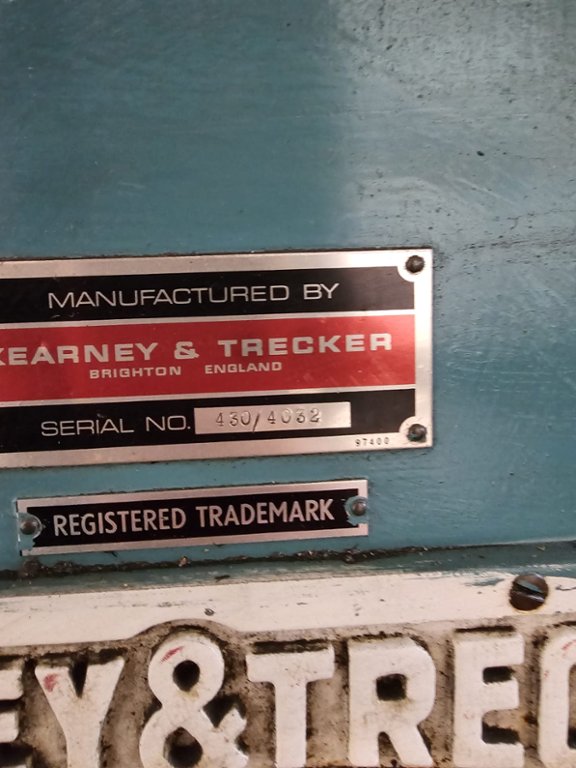 MANUFACTURED BY
KEARNEY & TRECKER
BRIGHTON ENGLAND
SERIAL NO. 430/4032
97400
REGISTERED TRADEMARK
EY&TREC